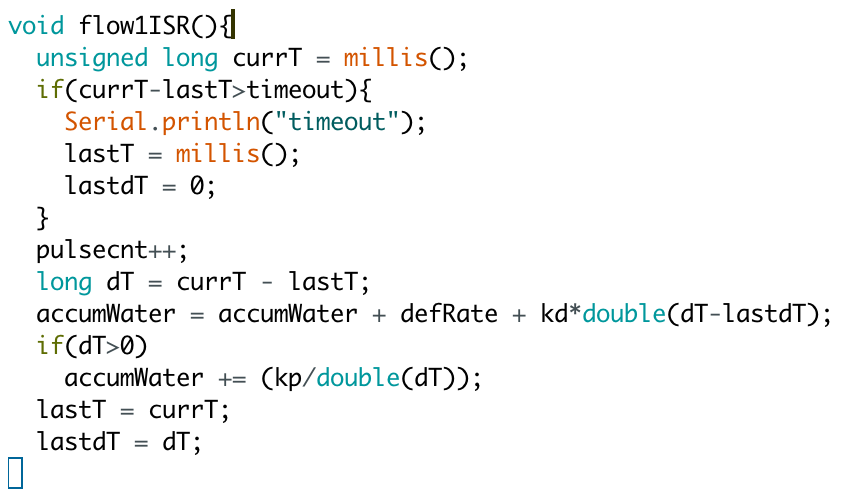 void flow1ISR(){
  unsigned long currT = millis();
  if(currT-lastT>timeout){
    Serial.println("timeout");
    lastT = millis();
    lastdT = 0;
  }
  pulsecnt++;
  long dT = currT - lastT;
  accumWater = accumWater + defRate + kd*double(dT-lastdT);
  if(dT>0)
    accumWater += (kp/double(dT));
  lastT = currT;
  lastdT = dT;